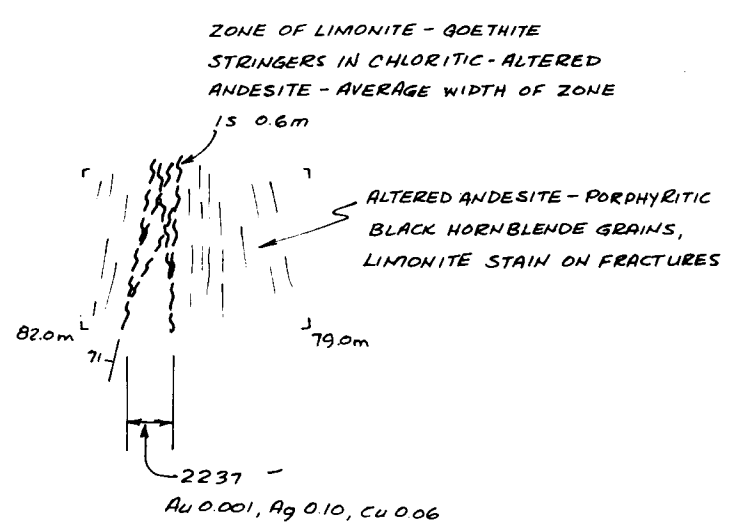 ZONE OF LIMONITE - GOETHITE
STRINGERS IN CHLORITIC - ALTERED
ANDESITE - AVERAGE WIDTH OF ZONE
IS 0.6m
ALTERED ANDESITE - PORPHYRITIC
BLACK HORNBLENDE GRAINS,
LIMONITE STAIN ON FRACTURES
82.0m
79.0m
71
2237 -
Au 0.001, Ag 0.10, Cu 0.06